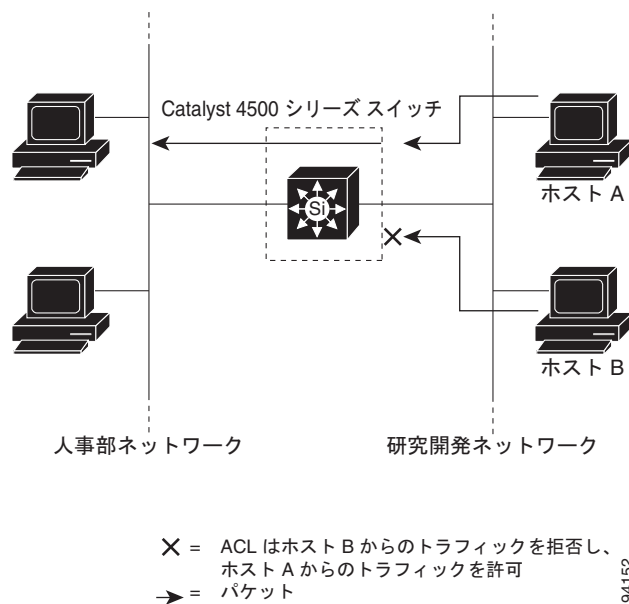 Catalyst 4500 シリーズ スイッチ
Si
ホスト A
ホスト B
人事部ネットワーク
研究開発ネットワーク
✕ = ACL はホスト B からのトラフィックを拒否し、
ホスト A からのトラフィックを許可
→ = パケット
94152